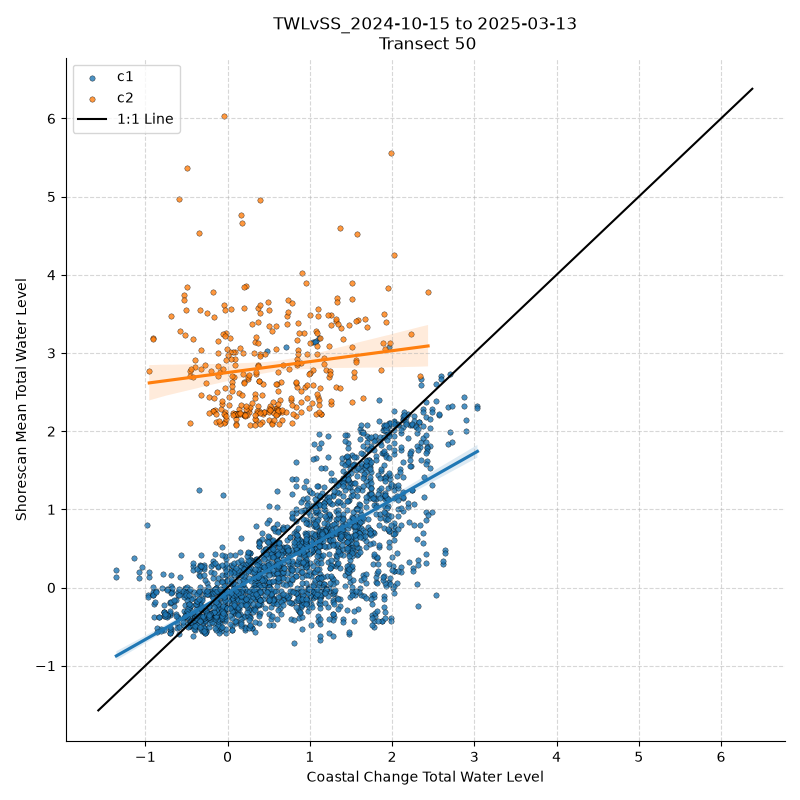 TWLvSS_2024-10-15 to 2025-03-13
Transect 50
c1
c2
1:1 Line
6
5
4
3
2
1
0
−1
Shorescan Mean Total Water Level
−1 0 1 2 3 4 5 6
Coastal Change Total Water Level